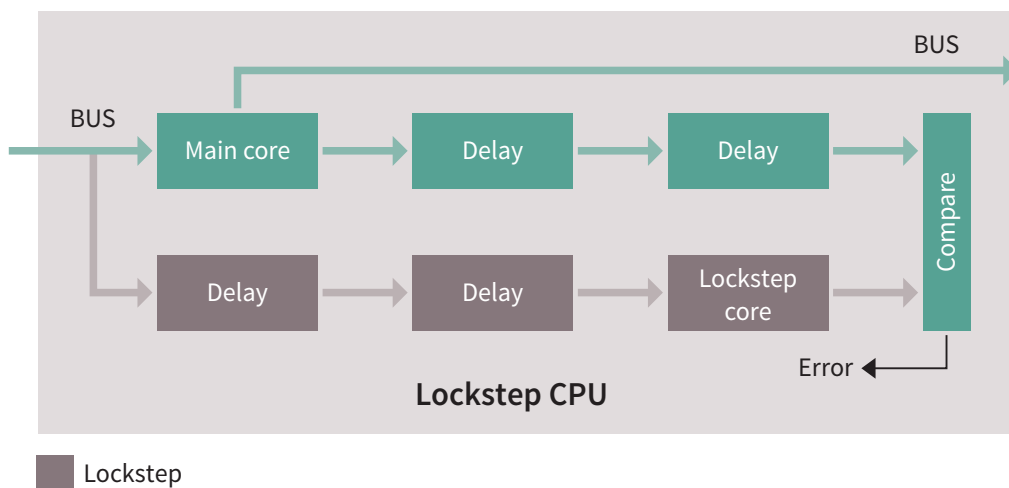 BUS
BUS
Main core
Delay
Delay
Compare
Delay
Delay
Lockstep
core
Error
Lockstep CPU
Lockstep